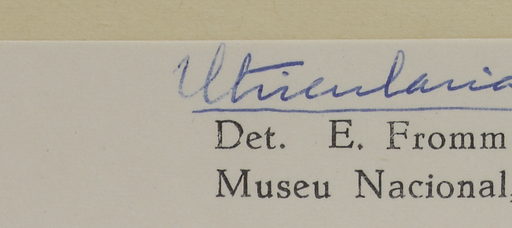 Utricularia
Det. E. Fromm
Museu Nacional,